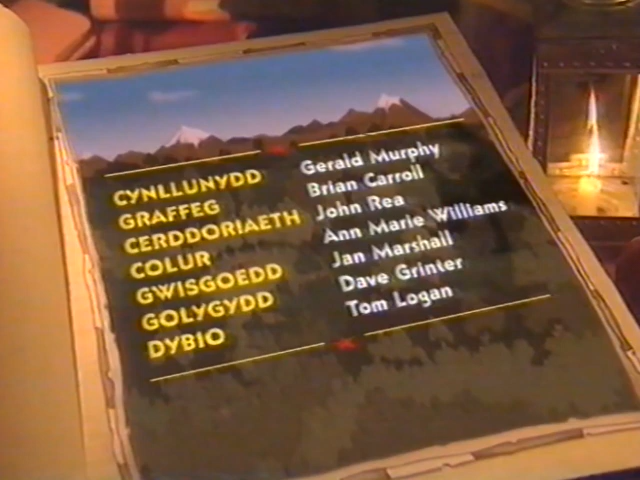 CYNLLUNYDD Gerald Murphy
GRAFFEG Brian Carroll
CERDDORIAETH John Rea
COLUR Ann Marie Williams
GWISGOEDD Jan Marshall
GOLYGYDD Dave Grinter
DYBIO Tom Logan